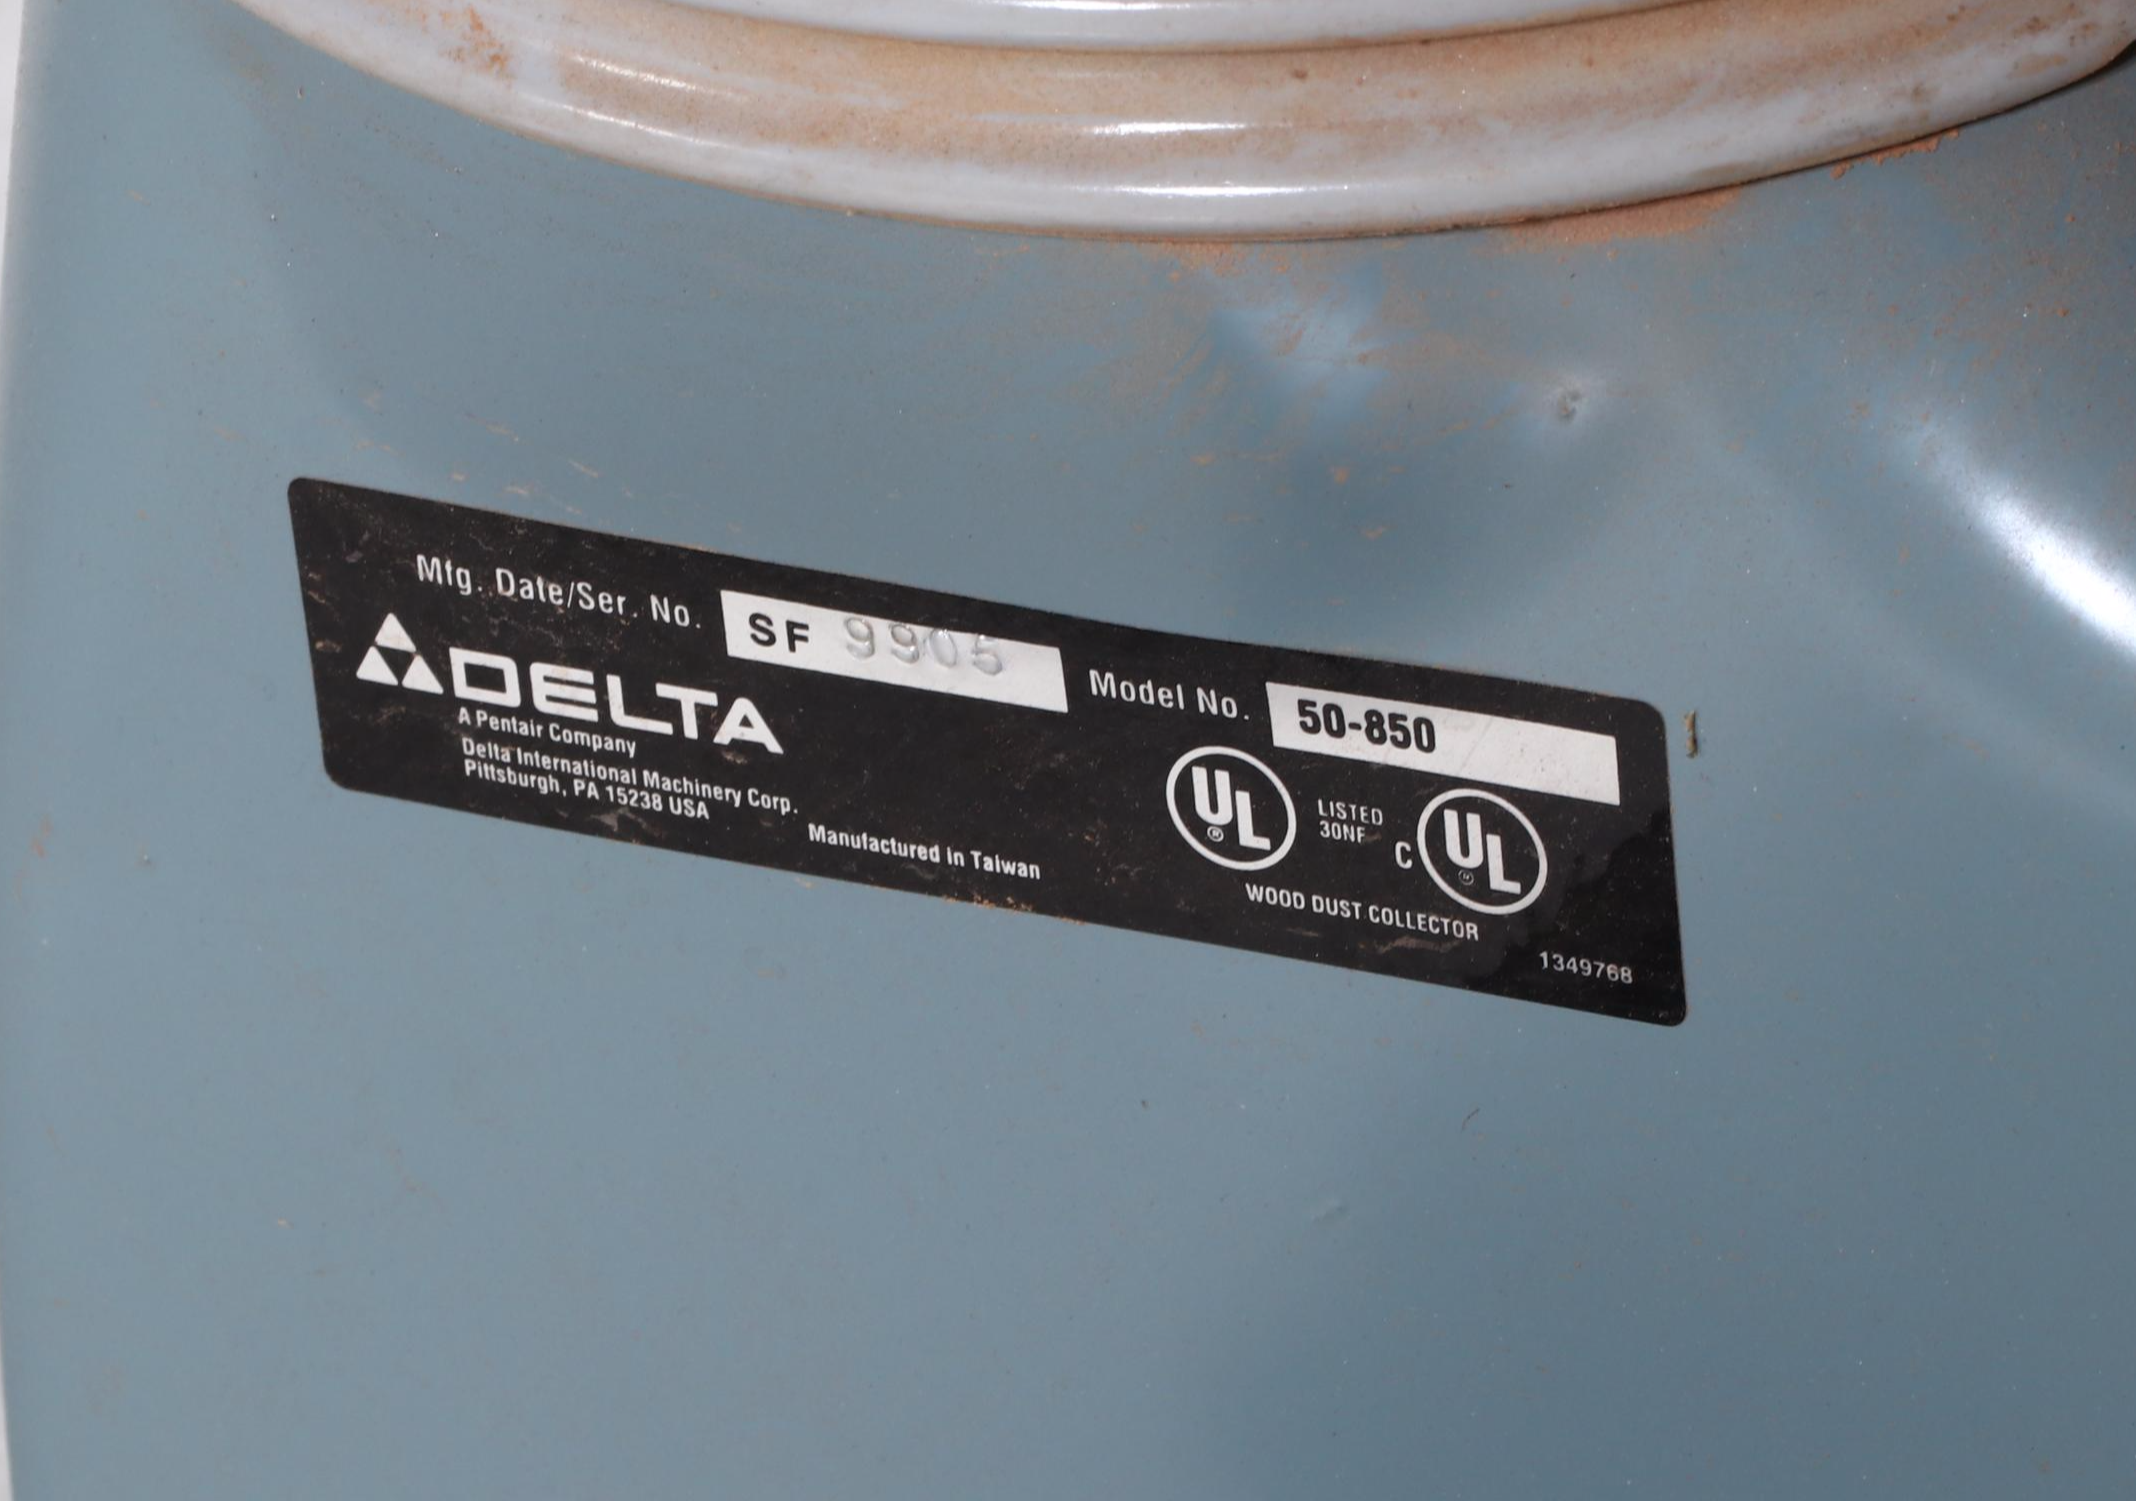 Mfg. Date/Ser. No. SF 9905
Model No. 50-850
DELTA
A Pentair Company
Delta International Machinery Corp.
Pittsburgh, PA 15238 USA
Manufactured in Taiwan
UL ®
LISTED
30NF
C UL ®
WOOD DUST COLLECTOR
1349768